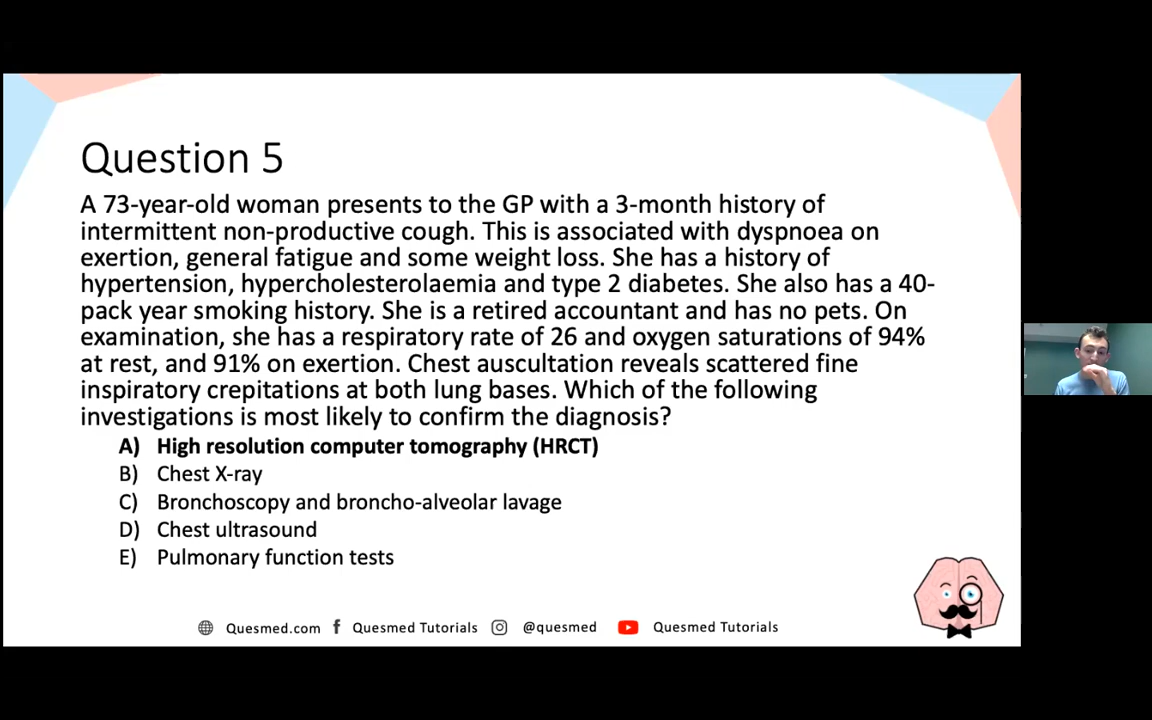 Question 5
A 73-year-old woman presents to the GP with a 3-month history of
intermittent non-productive cough. This is associated with dyspnoea on
exertion, general fatigue and some weight loss. She has a history of
hypertension, hypercholesterolaemia and type 2 diabetes. She also has a 40-
pack year smoking history. She is a retired accountant and has no pets. On
examination, she has a respiratory rate of 26 and oxygen saturations of 94%
at rest, and 91% on exertion. Chest auscultation reveals scattered fine
inspiratory crepitations at both lung bases. Which of the following
investigations is most likely to confirm the diagnosis?
A) High resolution computer tomography (HRCT)
B) Chest X-ray
C) Bronchoscopy and broncho-alveolar lavage
D) Chest ultrasound
E) Pulmonary function tests
Quesmed.com f Quesmed Tutorials @quesmed Quesmed Tutorials